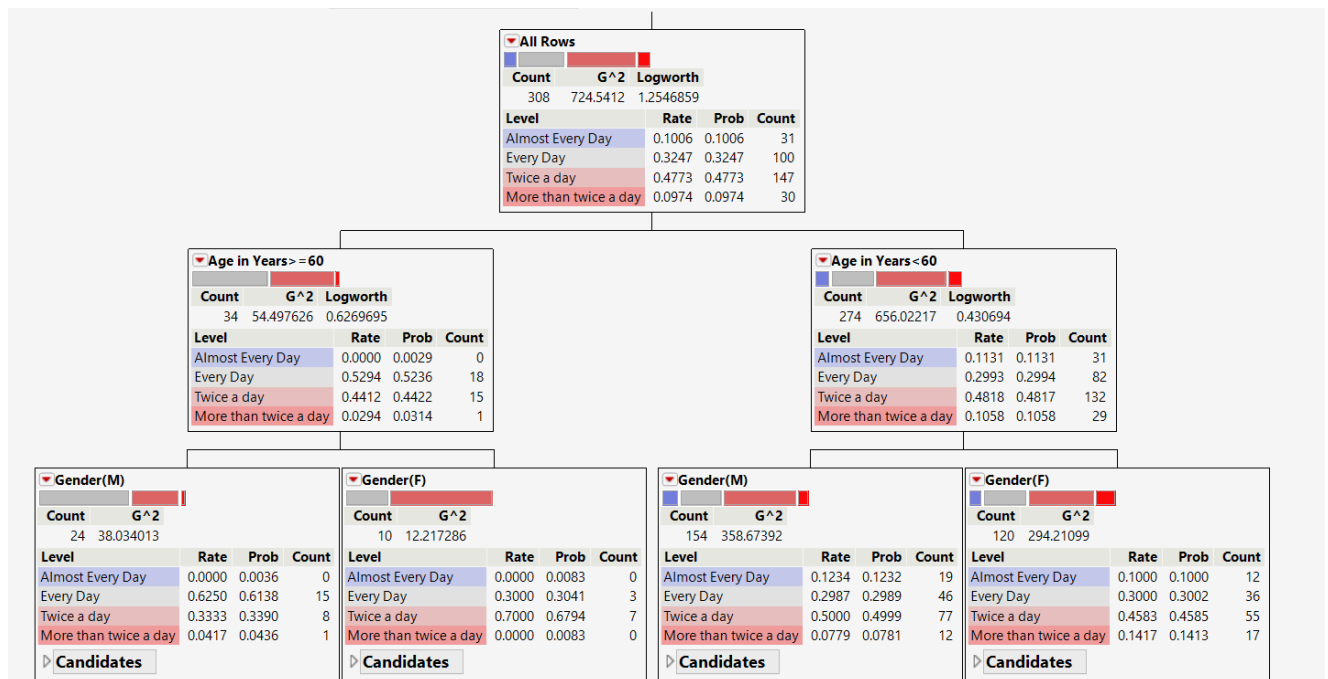 All Rows
Count G^2 Logworth
308 724.5412 1.2546859
Level Rate Prob Count
Almost Every Day 0.1006 0.1006 31
Every Day 0.3247 0.3247 100
Twice a day 0.4773 0.4773 147
More than twice a day 0.0974 0.0974 30
Age in Years>=60
Count G^2 Logworth
34 54.497626 0.6269695
Level Rate Prob Count
Almost Every Day 0.0000 0.0029 0
Every Day 0.5294 0.5236 18
Twice a day 0.4412 0.4422 15
More than twice a day 0.0294 0.0314 1
Age in Years<60
Count G^2 Logworth
274 656.02217 0.430694
Level Rate Prob Count
Almost Every Day 0.1131 0.1131 31
Every Day 0.2993 0.2994 82
Twice a day 0.4818 0.4817 132
More than twice a day 0.1058 0.1058 29
Gender(M)
Count G^2
24 38.034013
Level Rate Prob Count
Almost Every Day 0.0000 0.0036 0
Every Day 0.6250 0.6138 15
Twice a day 0.3333 0.3390 8
More than twice a day 0.0417 0.0436 1
Candidates
Gender(F)
Count G^2
10 12.217286
Level Rate Prob Count
Almost Every Day 0.0000 0.0083 0
Every Day 0.3000 0.3041 3
Twice a day 0.7000 0.6794 7
More than twice a day 0.0000 0.0083 0
Candidates
Gender(M)
Count G^2
154 358.67392
Level Rate Prob Count
Almost Every Day 0.1234 0.1232 19
Every Day 0.2987 0.2989 46
Twice a day 0.5000 0.4999 77
More than twice a day 0.0779 0.0781 12
Candidates
Gender(F)
Count G^2
120 294.21099
Level Rate Prob Count
Almost Every Day 0.1000 0.1000 12
Every Day 0.3000 0.3002 36
Twice a day 0.4583 0.4585 55
More than twice a day 0.1417 0.1413 17
Candidates